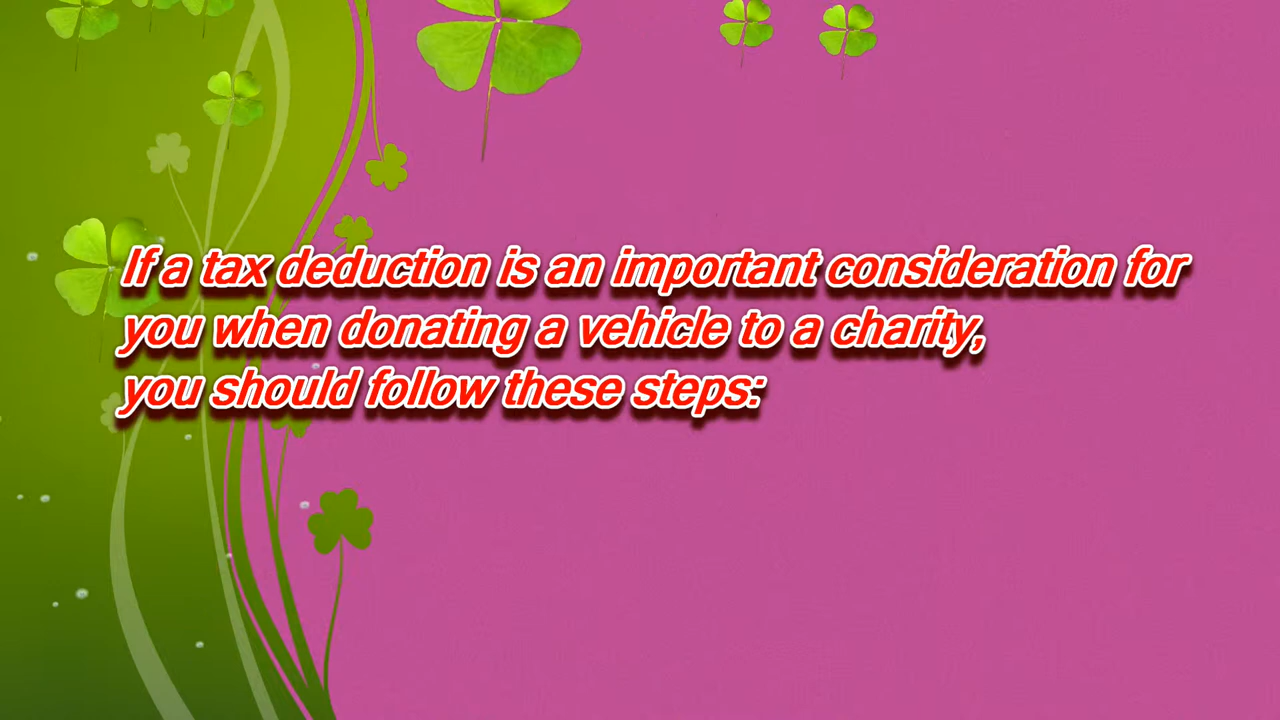 If a tax deduction is an important consideration for
you when donating a vehicle to a charity,
you should follow these steps: